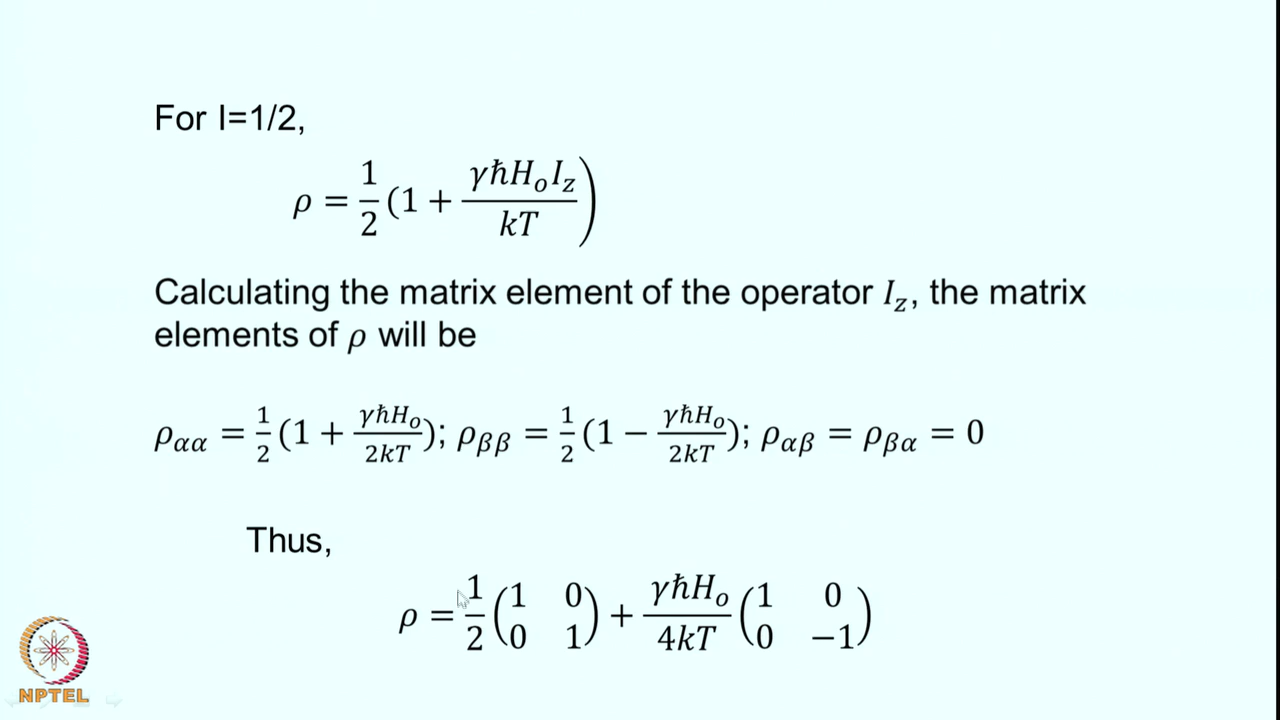 For I=1/2,
ρ = 1/2 (1 + γħH₀I_z/kT)
Calculating the matrix element of the operator I_z, the matrix
elements of ρ will be
ρ_αα = 1/2 (1 + γħH₀/2kT); ρ_ββ = 1/2 (1 − γħH₀/2kT); ρ_αβ = ρ_βα = 0
Thus,
ρ = 1/2 (1 0; 0 1) + γħH₀/4kT (1 0; 0 −1)
NPTEL